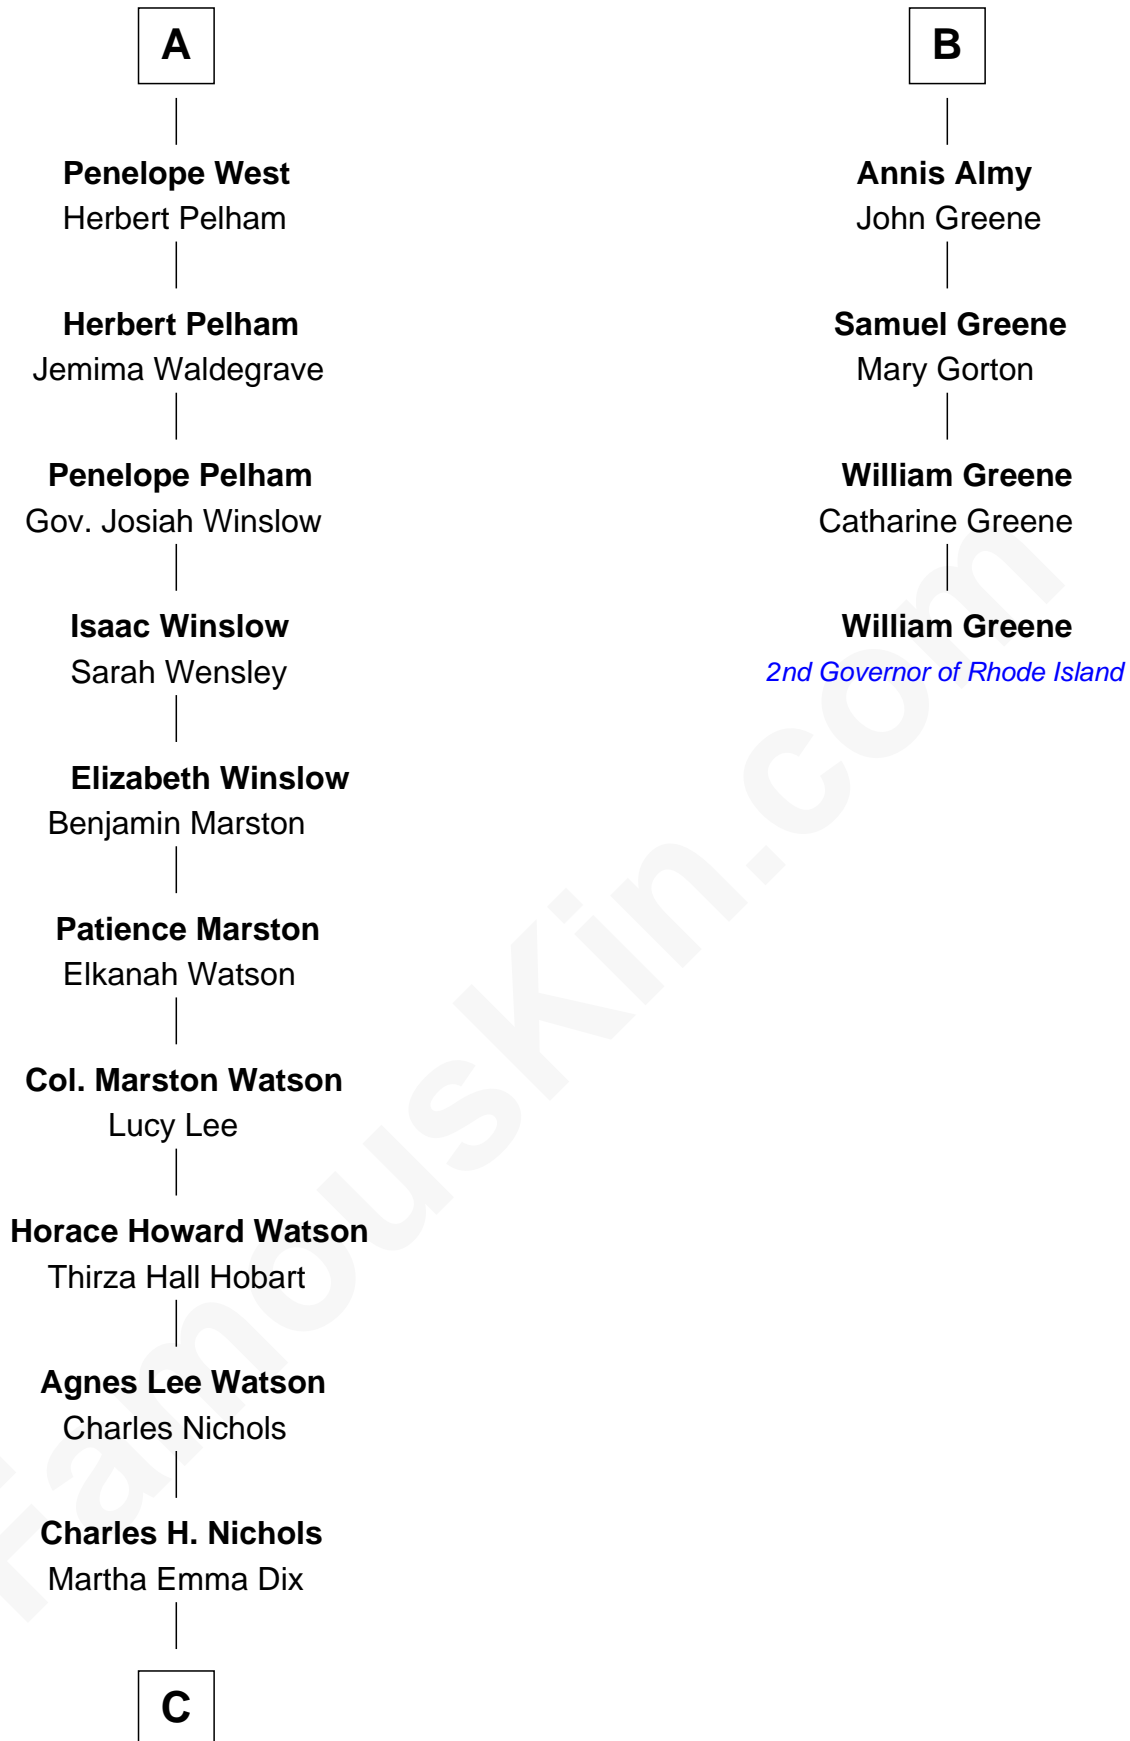 A
Penelope West
Herbert Pelham
Herbert Pelham
Jemima Waldegrave
Penelope Pelham
Gov. Josiah Winslow
Isaac Winslow
Sarah Wensley
Elizabeth Winslow
Benjamin Marston
Patience Marston
Elkanah Watson
Col. Marston Watson
Lucy Lee
Horace Howard Watson
Thirza Hall Hobart
Agnes Lee Watson
Charles Nichols
Charles H. Nichols
Martha Emma Dix
C
B
Annis Almy
John Greene
Samuel Greene
Mary Gorton
William Greene
Catharine Greene
William Greene
2nd Governor of Rhode Island
FamousKin.com